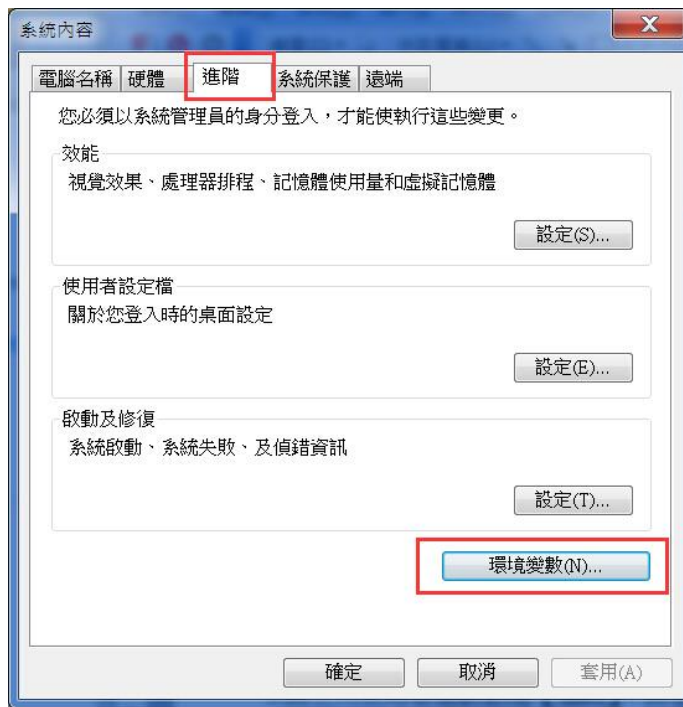 系統內容
電腦名稱 硬體 進階 系統保護 遠端
您必須以系統管理員的身分登入，才能使執行這些變更。
效能
視覺效果、處理器排程、記憶體使用量和虛擬記憶體
設定(S)...
使用者設定檔
關於您登入時的桌面設定
設定(E)...
啟動及修復
系統啟動、系統失敗、及偵錯資訊
設定(T)...
環境變數(N)...
確定 取消 套用(A)